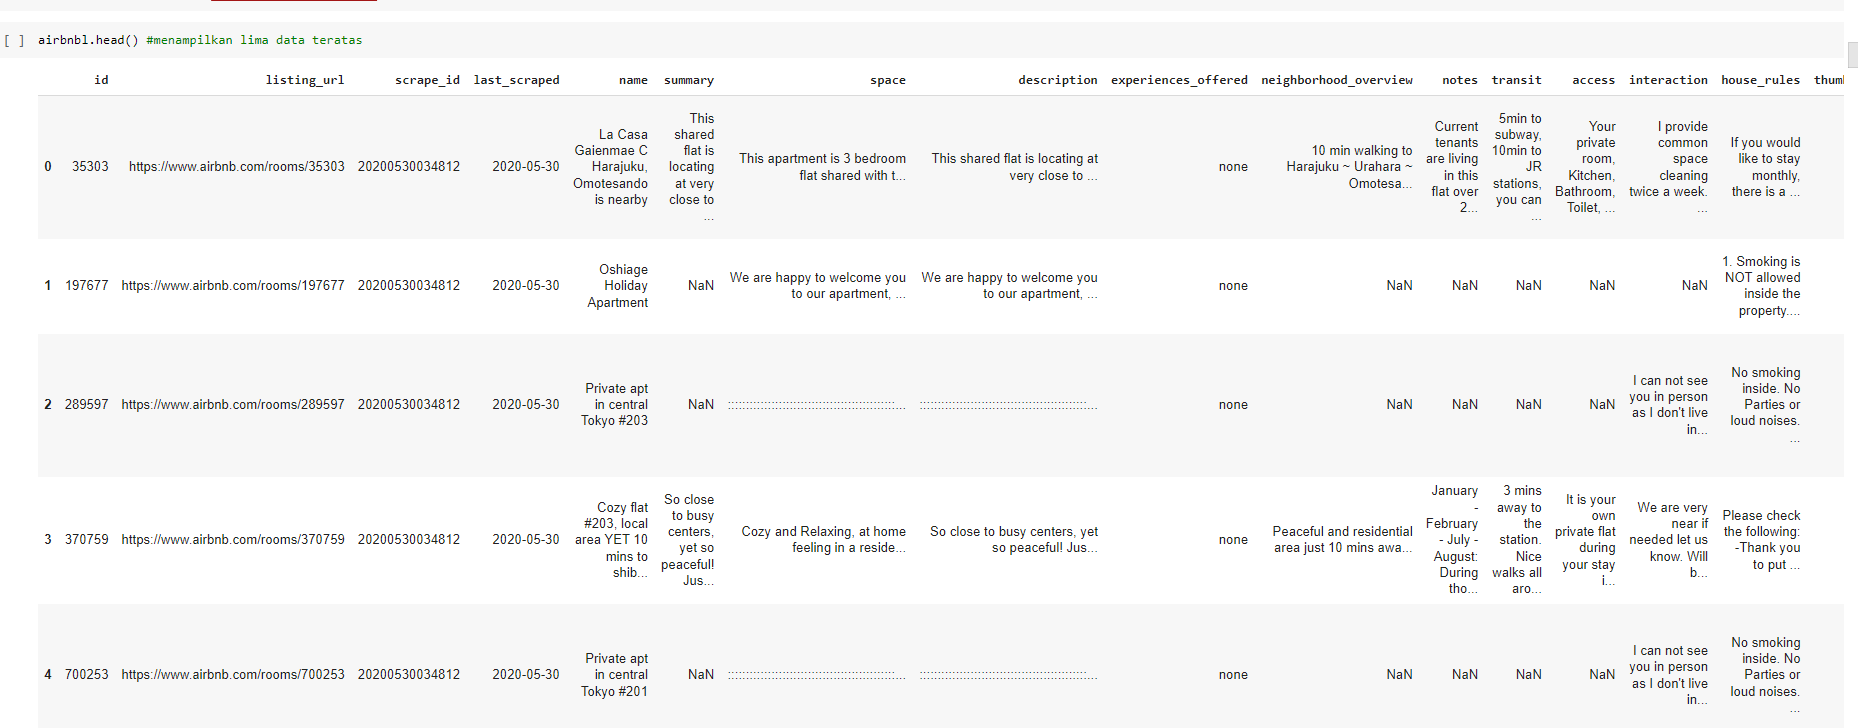 [ ] airbnbl.head() #menampilkan lima data teratas
id listing_url scrape_id last_scraped name summary space description experiences_offered neighborhood_overview notes transit access interaction house_rules thuml
0 35303 https://www.airbnb.com/rooms/35303 20200530034812 2020-05-30
La Casa
Gaienmae C
Harajuku,
Omotesando
is nearby
This
shared
flat is
locating
at very
close to
...
This apartment is 3 bedroom
flat shared with t...
This shared flat is locating at
very close to ...
none
10 min walking to
Harajuku ~ Urahara ~
Omotesa...
Current
tenants
are living
in this
flat over
2...
5min to
subway,
10min to
JR
stations,
you can
...
Your
private
room,
Kitchen,
Bathroom,
Toilet, ...
I provide
common
space
cleaning
twice a week.
...
If you would
like to stay
monthly,
there is a ...
1 197677 https://www.airbnb.com/rooms/197677 20200530034812 2020-05-30
Oshiage
Holiday
Apartment
NaN
We are happy to welcome you
to our apartment, ...
We are happy to welcome you
to our apartment, ...
none
NaN NaN NaN NaN NaN
1. Smoking is
NOT allowed
inside the
property....
2 289597 https://www.airbnb.com/rooms/289597 20200530034812 2020-05-30
Private apt
in central
Tokyo #203
NaN
:::::::::::::::::::::::::::::::::::::::::::::::...
:::::::::::::::::::::::::::::::::::::::::::::::...
none
NaN NaN NaN NaN
I can not see
you in person
as I don't live
in...
No smoking
inside. No
Parties or
loud noises.
...
3 370759 https://www.airbnb.com/rooms/370759 20200530034812 2020-05-30
Cozy flat
#203, local
area YET 10
mins to
shib...
So close
to busy
centers,
yet so
peaceful!
Jus...
Cozy and Relaxing, at home
feeling in a reside...
So close to busy centers, yet
so peaceful! Jus...
none
Peaceful and residential
area just 10 mins awa...
January
-
February
- July -
August:
During
tho...
3 mins
away to
the
station.
Nice
walks all
aro...
It is your
own
private flat
during
your stay
i...
We are very
near if
needed let us
know. Will
b...
Please check
the following:
-Thank you
to put ...
4 700253 https://www.airbnb.com/rooms/700253 20200530034812 2020-05-30
Private apt
in central
Tokyo #201
NaN
:::::::::::::::::::::::::::::::::::::::::::::::...
:::::::::::::::::::::::::::::::::::::::::::::::...
none
NaN NaN NaN NaN
I can not see
you in person
as I don't live
in...
No smoking
inside. No
Parties or
loud noises.
...